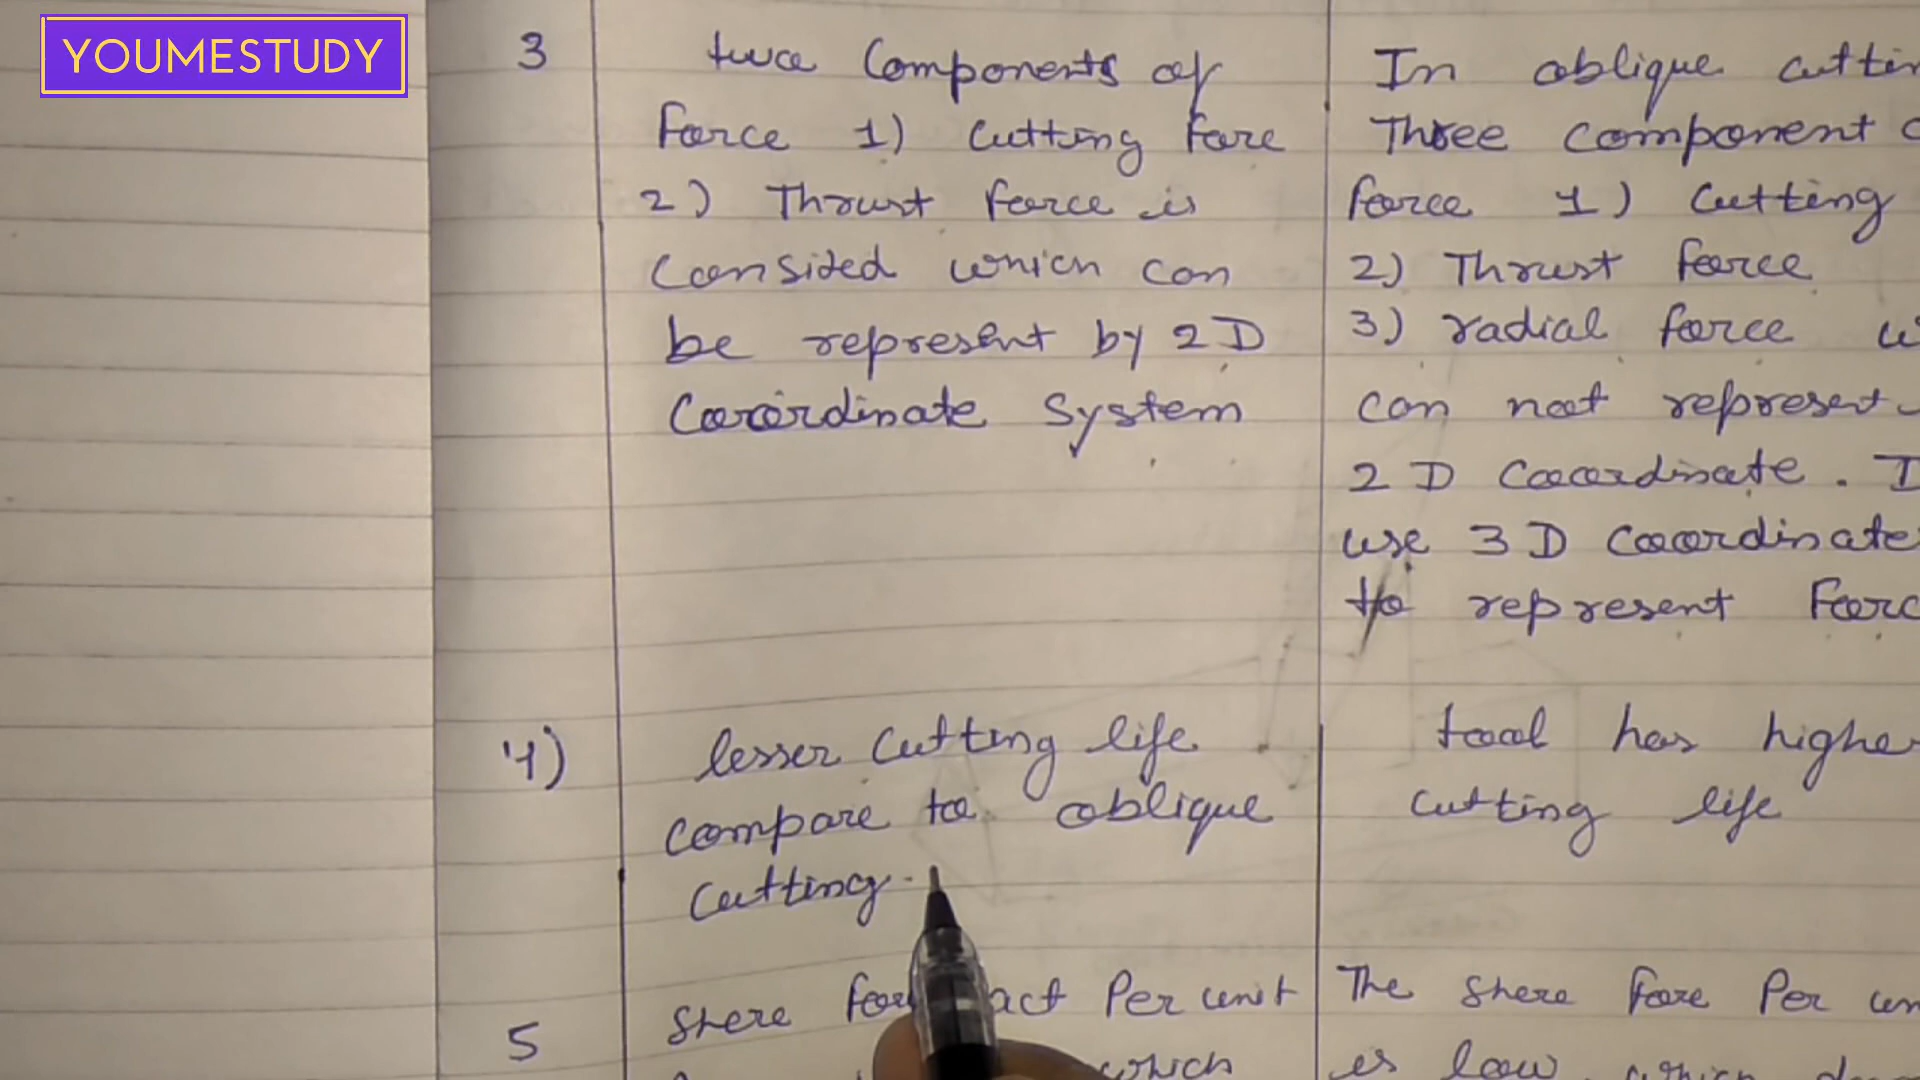 YOUMESTUDY
3
two Components of
force 1) Cutting fore
2) Thrust force is
Consided which can
be represent by 2D
Coordinate System
In oblique
Three component
force 1) Cutting
2) Thrust force
3) radial force
can not represent
2 D Coordinate.
use 3 D Coordinate
to represent
4)
lesser Cutting life
compare to oblique
Cutting.
tool has
cutting life
5
shere act Per unit
which
The shere fore Per
is low